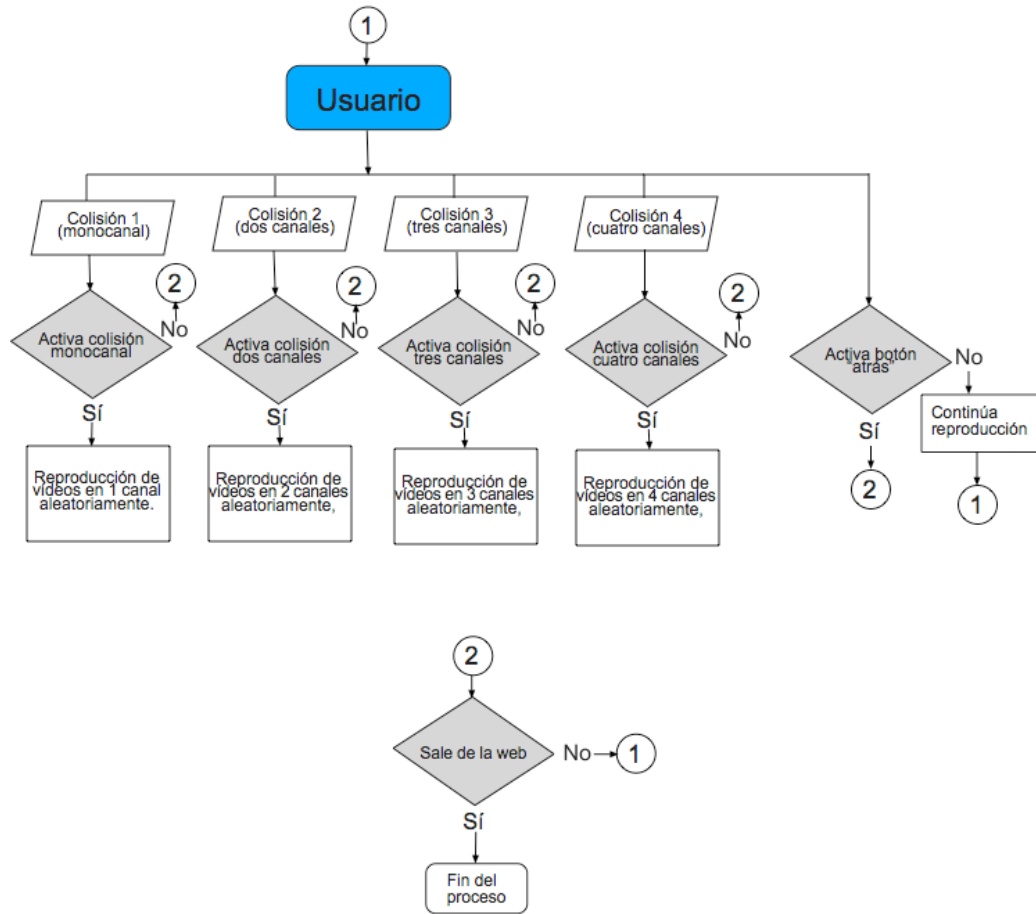 1
Usuario
Colisión 1
(monocanal)
Colisión 2
(dos canales)
Colisión 3
(tres canales)
Colisión 4
(cuatro canales)
2
2
2
2
No
No
No
No
Activa colisión
monocanal
Activa colisión
dos canales
Activa colisión
tres canales
Activa colisión
cuatro canales
Activa botón
"atrás"
No
Sí
Sí
Sí
Sí
Sí
Continúa
reproducción
Reproducción de
vídeos en 1 canal
aleatoriamente.
Reproducción de
vídeos en 2 canales
aleatoriamente,
Reproducción de
vídeos en 3 canales
aleatoriamente,
Reproducción de
vídeos en 4 canales
aleatoriamente,
2
1
2
Sale de la web
No
1
Sí
Fin del
proceso